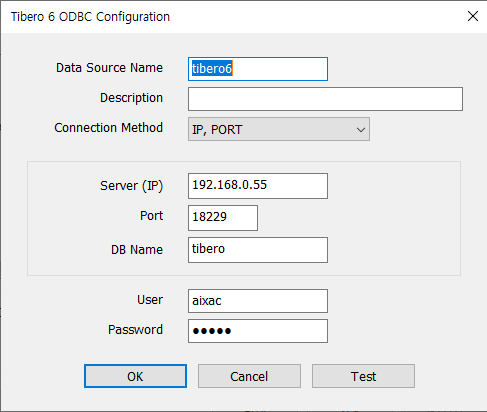 Tibero 6 ODBC Configuration
Data Source Name tibero6
Description
Connection Method IP, PORT
Server (IP) 192.168.0.55
Port 18229
DB Name tibero
User aixac
Password ●●●●●
OK Cancel Test